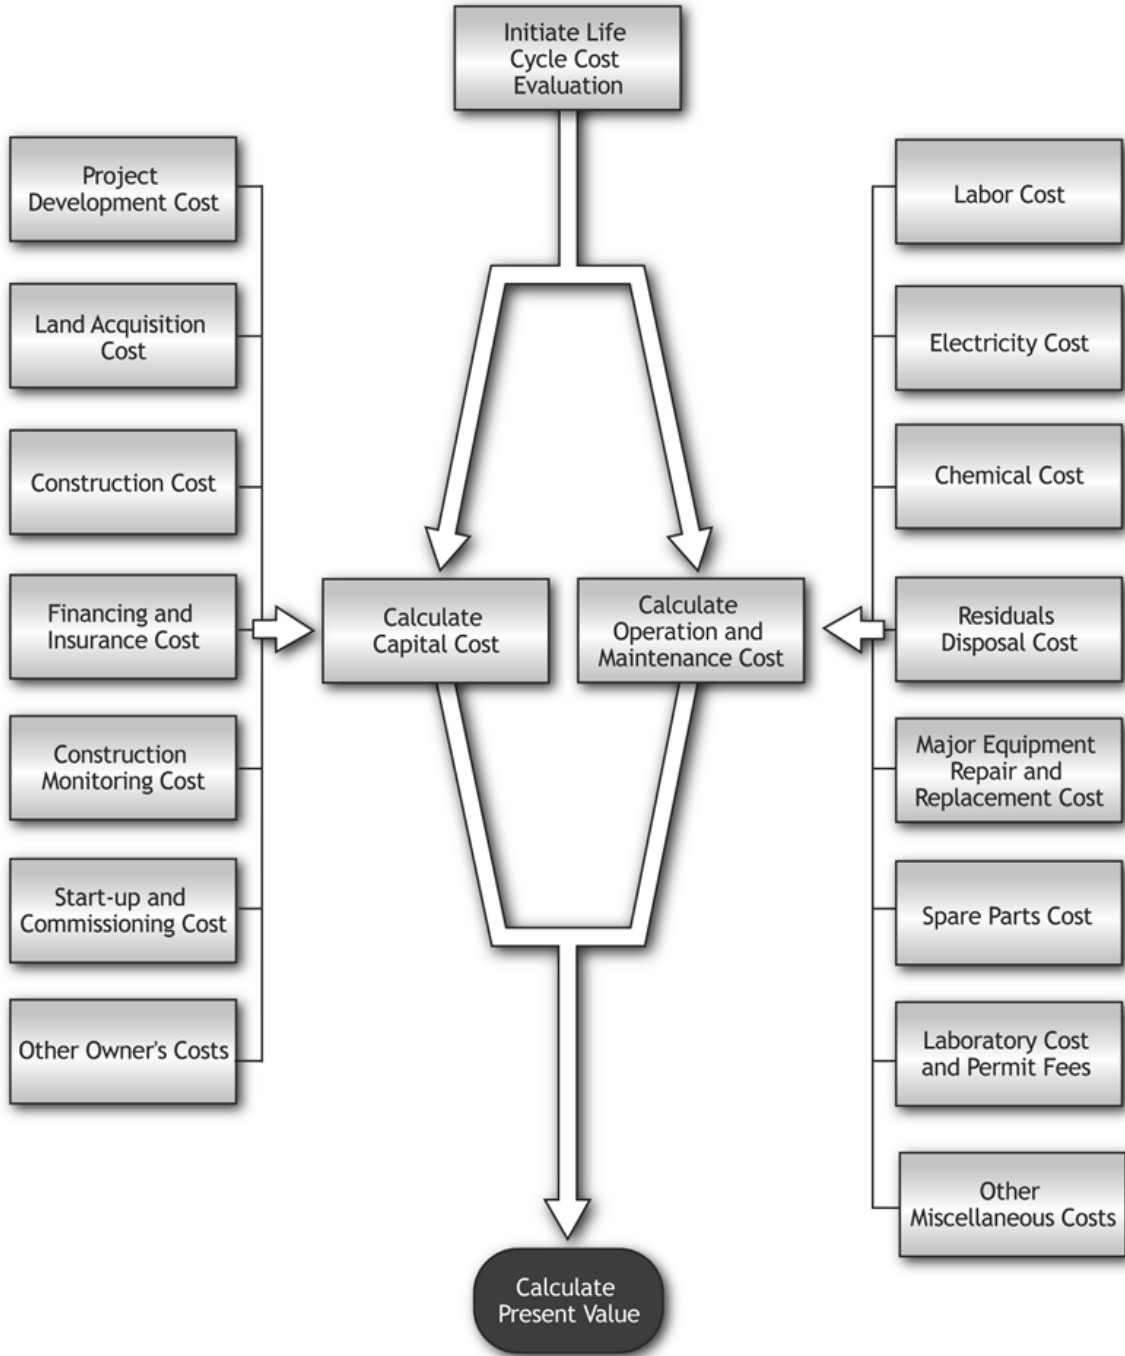 Initiate Life
Cycle Cost
Evaluation
Project
Development Cost
Land Acquisition
Cost
Construction Cost
Financing and
Insurance Cost
Construction
Monitoring Cost
Start-up and
Commissioning Cost
Other Owner's Costs
Calculate
Capital Cost
Calculate
Operation and
Maintenance Cost
Labor Cost
Electricity Cost
Chemical Cost
Residuals
Disposal Cost
Major Equipment
Repair and
Replacement Cost
Spare Parts Cost
Laboratory Cost
and Permit Fees
Other
Miscellaneous Costs
Calculate
Present Value